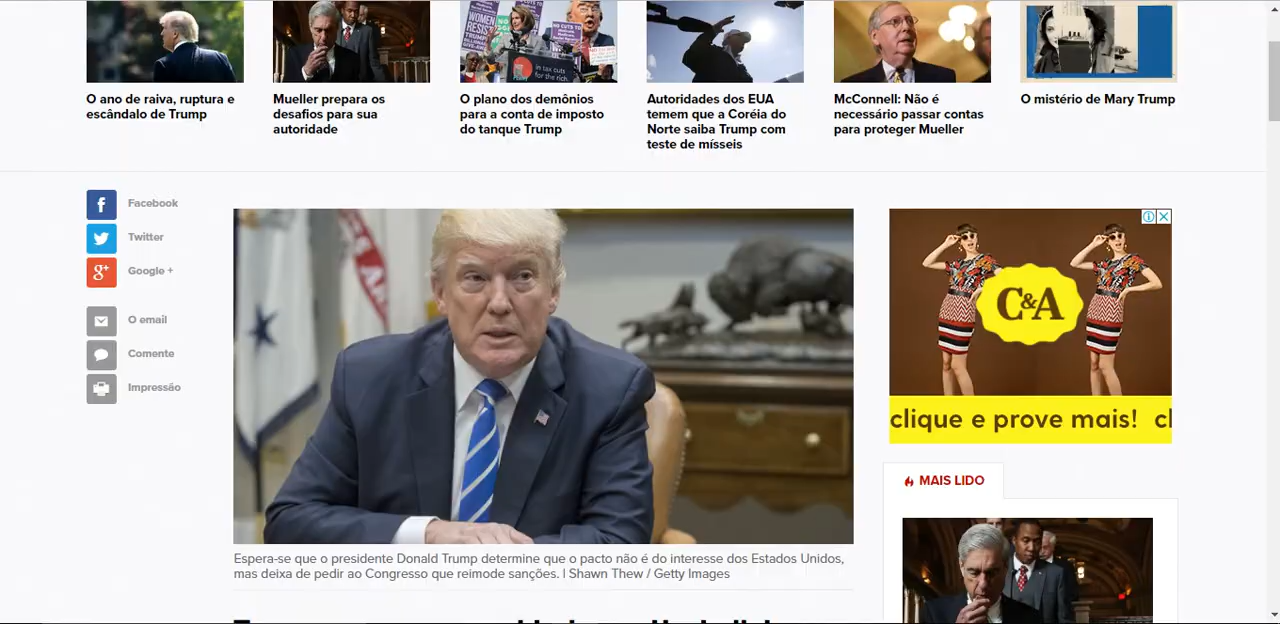 O ano de raiva, ruptura e
escândalo de Trump
Mueller prepara os
desafios para sua
autoridade
O plano dos demônios
para a conta de imposto
do tanque Trump
Autoridades dos EUA
temem que a Coréia do
Norte saiba Trump com
teste de mísseis
McConnell: Não é
necessário passar contas
para proteger Mueller
O mistério de Mary Trump
Facebook
Twitter
Google +
O email
Comente
Impressão
C&A
clique e prove mais! cl
MAIS LIDO
Espera-se que o presidente Donald Trump determine que o pacto não é do interesse dos Estados Unidos,
mas deixa de pedir ao Congresso que reimode sanções. | Shawn Thew / Getty Images